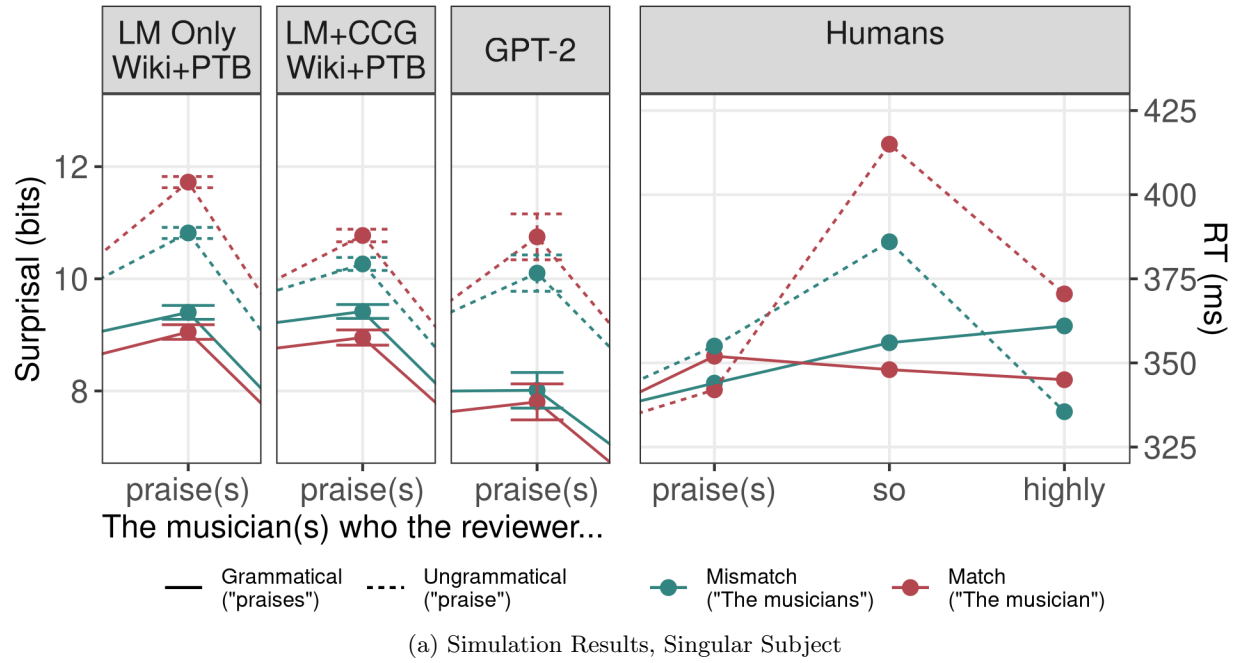 LM Only
Wiki+PTB
LM+CCG
Wiki+PTB
GPT-2
Humans
Surprisal (bits)
12
10
8
425
400
375
350
325
RT (ms)
praise(s)
praise(s)
praise(s)
praise(s)
so
highly
The musician(s) who the reviewer...
Grammatical
("praises")
Ungrammatical
("praise")
Mismatch
("The musicians")
Match
("The musician")
(a) Simulation Results, Singular Subject